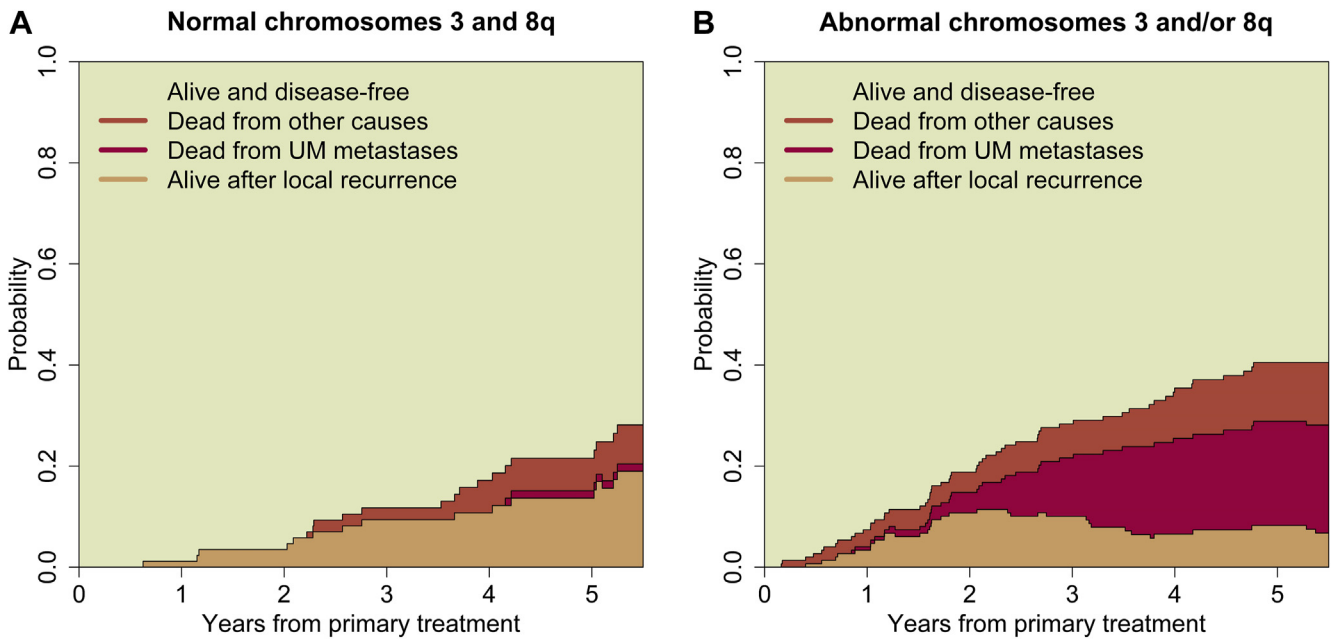 A
Normal chromosomes 3 and 8q
Alive and disease-free
Dead from other causes
Dead from UM metastases
Alive after local recurrence
Probability
1.0
0.8
0.6
0.4
0.2
0.0
0 1 2 3 4 5
Years from primary treatment
B
Abnormal chromosomes 3 and/or 8q
Alive and disease-free
Dead from other causes
Dead from UM metastases
Alive after local recurrence
Probability
1.0
0.8
0.6
0.4
0.2
0.0
0 1 2 3 4 5
Years from primary treatment